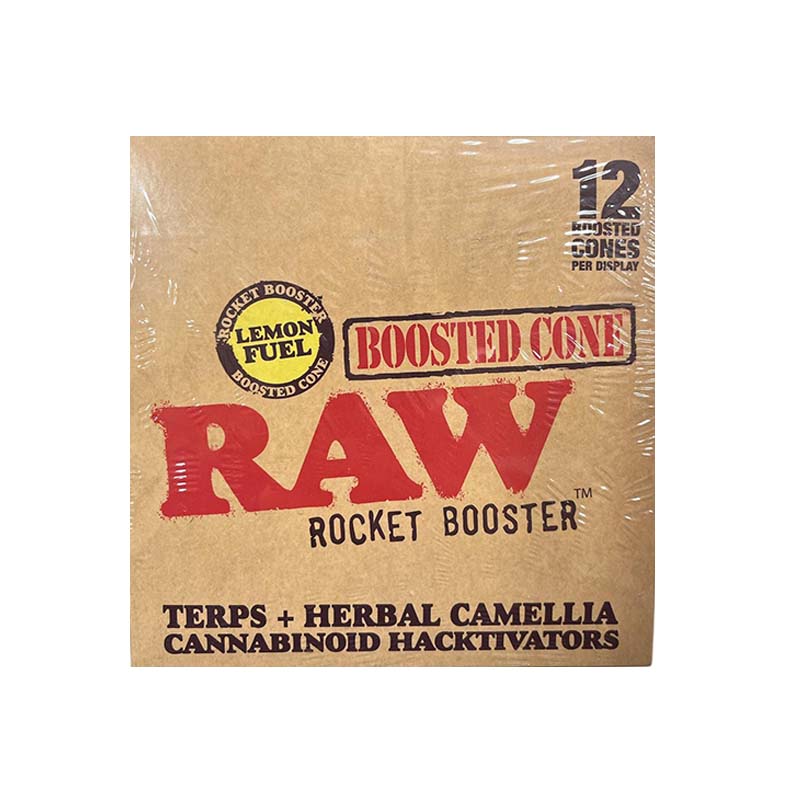 12
BOOSTED
CONES
PER DISPLAY
ROCKET BOOSTER
LEMON
FUEL
BOOSTED CONE
BOOSTED CONE
RAW
ROCKET BOOSTER™
TERPS + HERBAL CAMELLIA
CANNABINOID HACKTIVATORS